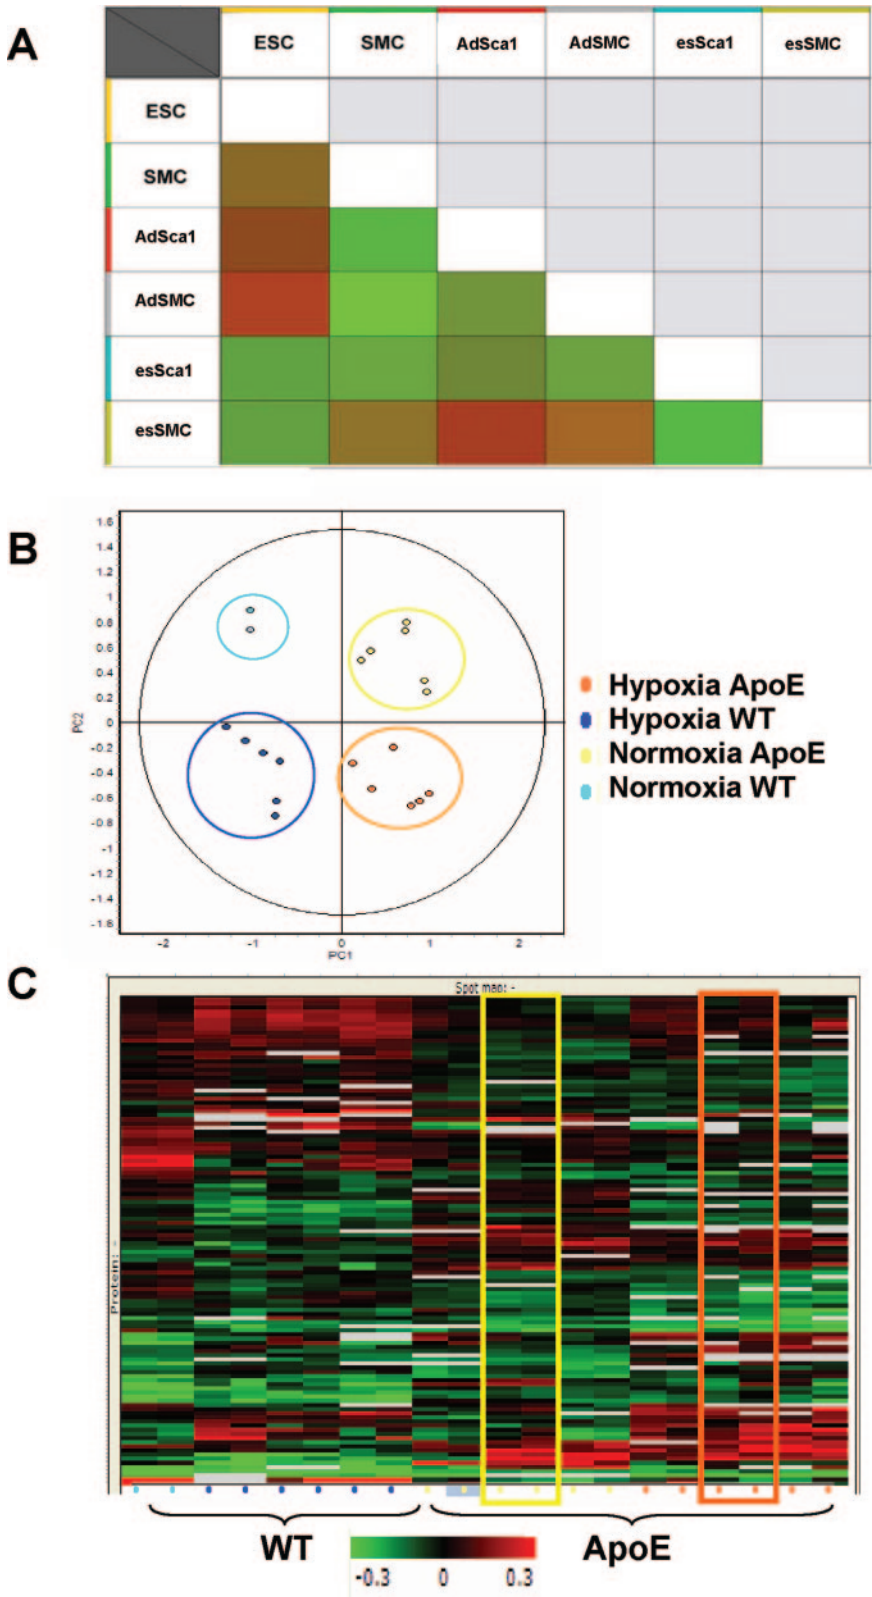 A
ESC SMC AdSca1 AdSMC esSca1 esSMC
ESC
SMC
AdSca1
AdSMC
esSca1
esSMC
B
1.6
1.4
1.2
1
0.8
0.6
0.4
0.2
0
-0.2
-0.4
-0.6
-0.8
-1
-1.2
-1.4
-1.6
PC2
-2 -1 0 1 2
PC1
Hypoxia ApoE
Hypoxia WT
Normoxia ApoE
Normoxia WT
C
Spot map: -
Protein: -
WT ApoE
-0.3 0 0.3